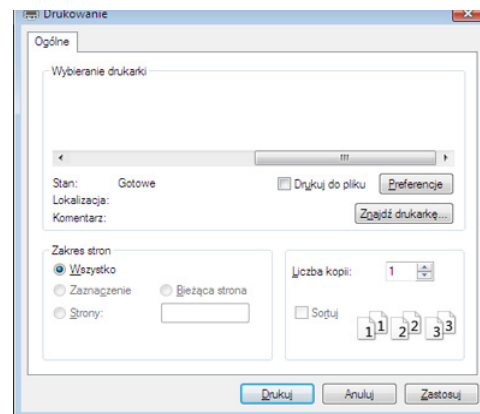 Drukowanie
Ogólne
Wybieranie drukarki
Stan: Gotowe
Drukuj do pliku Preferencje
Lokalizacja:
Komentarz:
Znajdź drukarkę...
Zakres stron
Wszystko
Zaznaczenie Bieżąca strona
Strony:
Liczba kopii: 1
Sortuj
1 1 2 2 3 3
Drukuj Anuluj Zastosuj